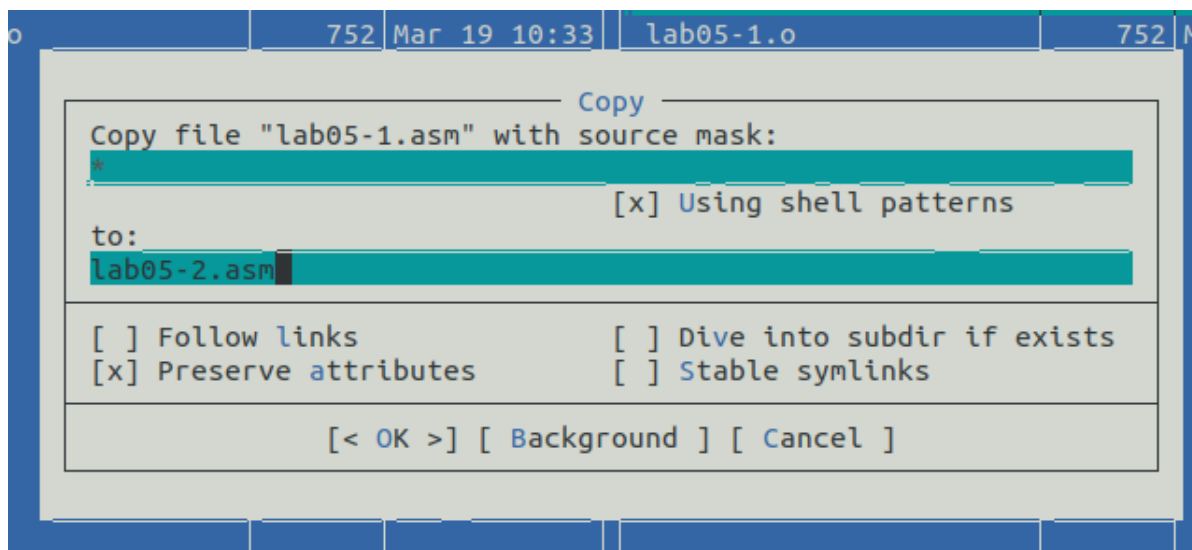 o 752 Mar 19 10:33 lab05-1.o 752 M
Copy
Copy file "lab05-1.asm" with source mask:
*
[x] Using shell patterns
to:
lab05-2.asm
[ ] Follow links [ ] Dive into subdir if exists
[x] Preserve attributes [ ] Stable symlinks
[< OK >] [ Background ] [ Cancel ]